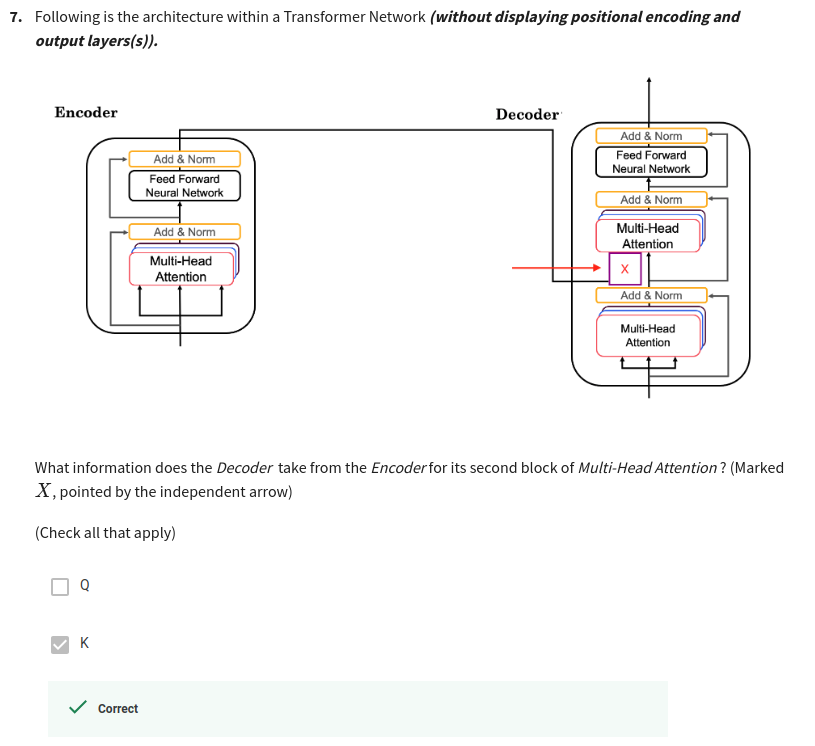 7. Following is the architecture within a Transformer Network (without displaying positional encoding and
output layers(s)).
Encoder
Add & Norm
Feed Forward
Neural Network
Add & Norm
Multi-Head
Attention
Decoder
Add & Norm
Feed Forward
Neural Network
Add & Norm
Multi-Head
Attention
X
Add & Norm
Multi-Head
Attention
What information does the Decoder take from the Encoder for its second block of Multi-Head Attention ? (Marked
X, pointed by the independent arrow)
(Check all that apply)
Q
K
Correct